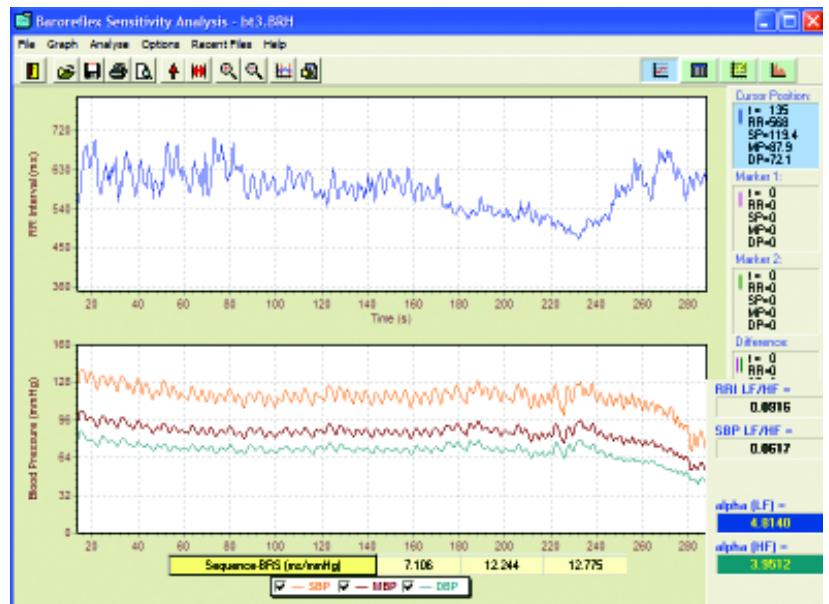 Baroreflex Sensitivity Analysis - bt3.BRH
File Graph Analyse Options Recent Files Help
Cursor Position:
t= 135
RR=568
SP=119.4
MP=87.9
DP=72.1
Marker 1:
t= 0
RR=0
SP=0
MP=0
DP=0
Marker 2:
t= 0
RR=0
SP=0
MP=0
DP=0
Difference:
t= 0
RR=0
RRI LF/HF =
0.0916
SBP LF/HF =
0.0617
alpha (LF) =
4.8140
alpha (HF) =
3.9512
RR Interval (ms)
720
630
540
450
360
20 40 60 80 100 120 140 160 180 200 220 240 260 280
Time (s)
Blood Pressure (mmHg)
160
128
96
64
32
0
20 40 60 80 100 120 140 160 180 200 220 240 260 280
Sequence-BRS (ms/mmHg) 7.106 12.244 12.775
SBP MBP DBP